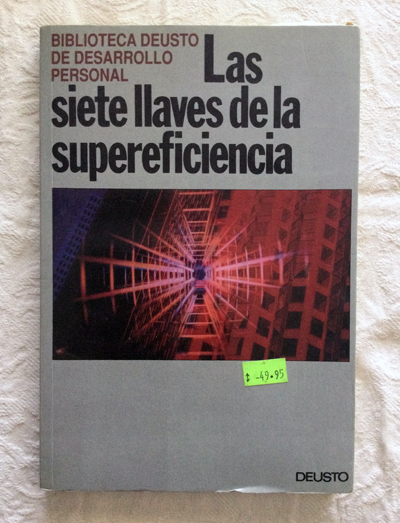 BIBLIOTECA DEUSTO
DE DESARROLLO
PERSONAL
Las
siete llaves de la
supereficiencia
-49.95
DEUSTO